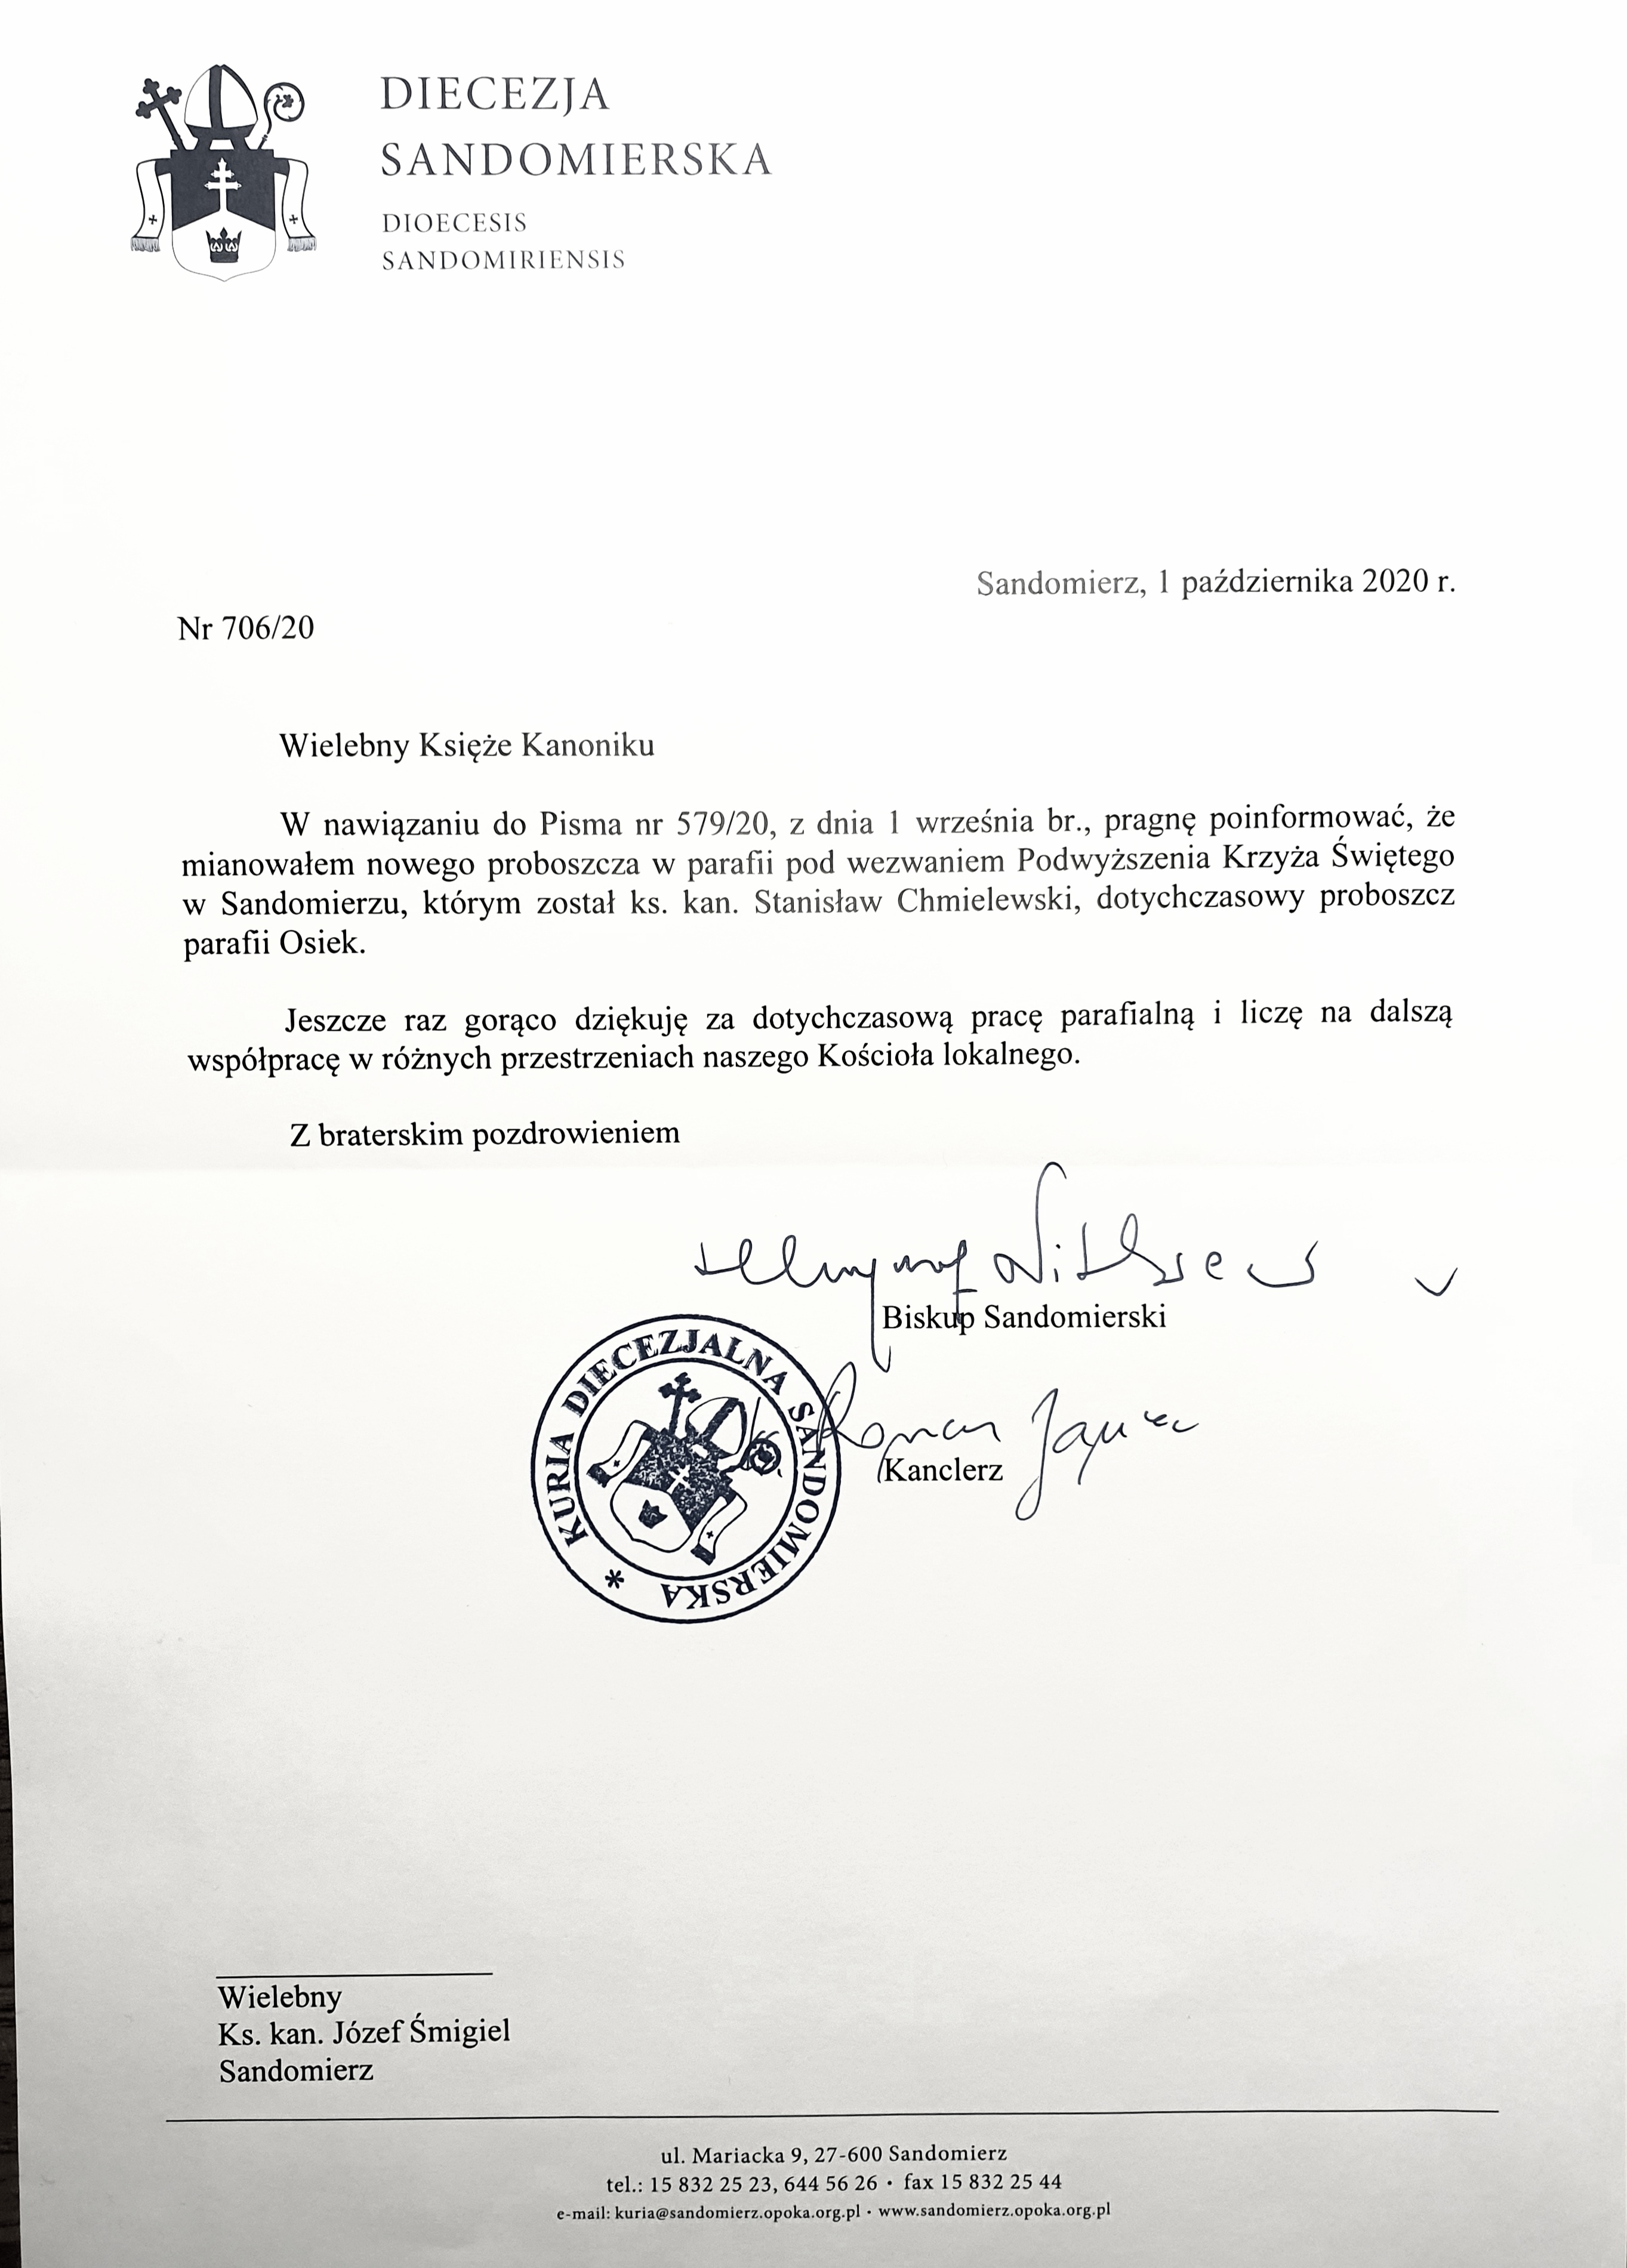 DIECEZJA
SANDOMIERSKA
DIOECESIS
SANDOMIRIENSIS
Sandomierz, 1 października 2020 r.
Nr 706/20
Wielebny Księże Kanoniku
W nawiązaniu do Pisma nr 579/20, z dnia 1 września br., pragnę poinformować, że
mianowałem nowego proboszcza w parafii pod wezwaniem Podwyższenia Krzyża Świętego
w Sandomierzu, którym został ks. kan. Stanisław Chmielewski, dotychczasowy proboszcz
parafii Osiek.
Jeszcze raz gorąco dziękuję za dotychczasową pracę parafialną i liczę na dalszą
współpracę w różnych przestrzeniach naszego Kościoła lokalnego.
Z braterskim pozdrowieniem
Biskup Sandomierski
Roman
Kanclerz
KURIA DIECEZJALNA SANDOMIERSKA *
Wielebny
Ks. kan. Józef Śmigiel
Sandomierz
ul. Mariacka 9, 27-600 Sandomierz
tel.: 15 832 25 23, 644 56 26 • fax 15 832 25 44
e-mail: kuria@sandomierz.opoka.org.pl • www.sandomierz.opoka.org.pl